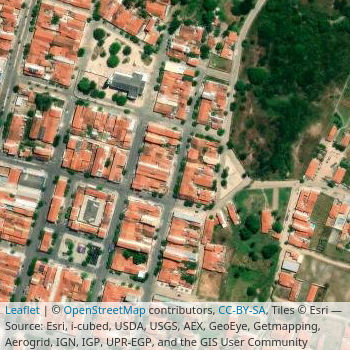 Leaflet | © OpenStreetMap contributors, CC-BY-SA, Tiles © Esri —
Source: Esri, i-cubed, USDA, USGS, AEX, GeoEye, Getmapping,
Aerogrid, IGN, IGP, UPR-EGP, and the GIS User Community